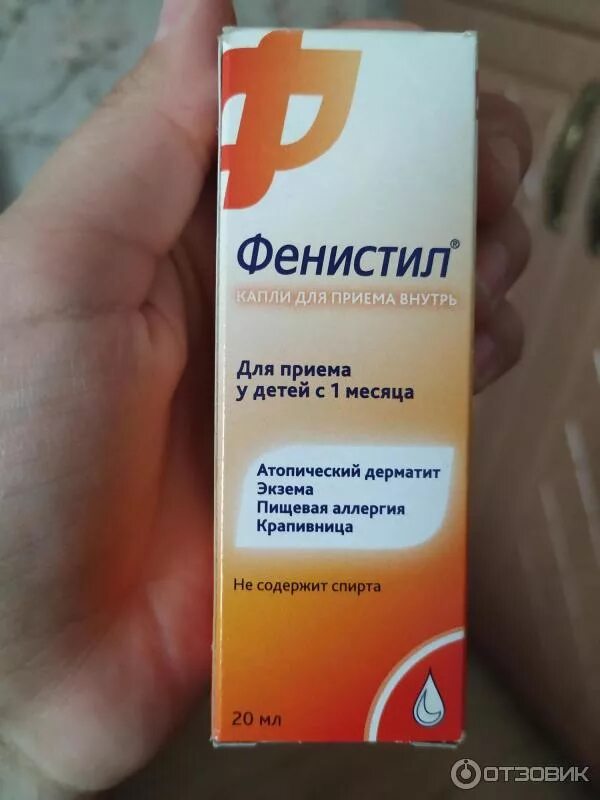 Фенистил®
КАПЛИ ДЛЯ ПРИЕМА ВНУТРЬ
Для приема
у детей с 1 месяца
Атопический дерматит
Экзема
Пищевая аллергия
Крапивница
Не содержит спирта
20 мл
ОТЗОВИК